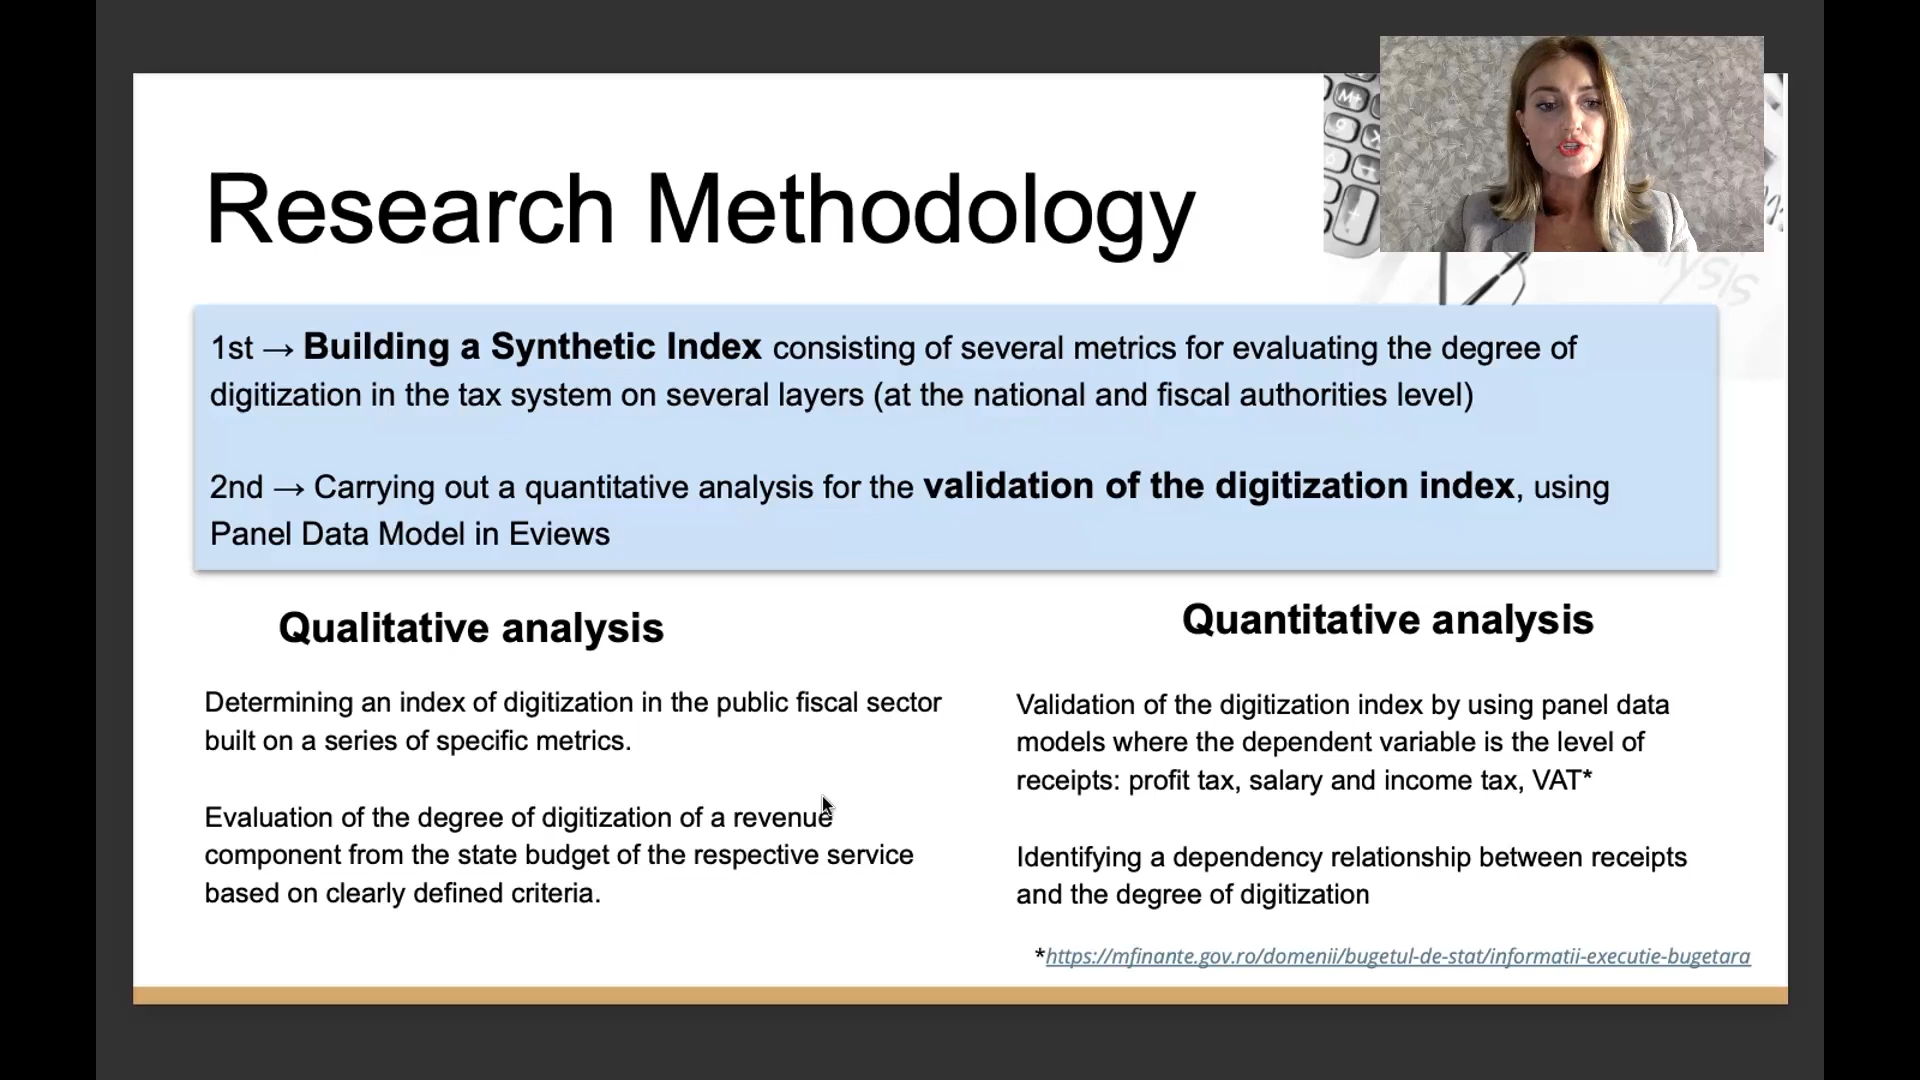 Research Methodology
1st → Building a Synthetic Index consisting of several metrics for evaluating the degree of
digitization in the tax system on several layers (at the national and fiscal authorities level)
2nd → Carrying out a quantitative analysis for the validation of the digitization index, using
Panel Data Model in Eviews
Qualitative analysis
Determining an index of digitization in the public fiscal sector
built on a series of specific metrics.
Evaluation of the degree of digitization of a revenue
component from the state budget of the respective service
based on clearly defined criteria.
Quantitative analysis
Validation of the digitization index by using panel data
models where the dependent variable is the level of
receipts: profit tax, salary and income tax, VAT*
Identifying a dependency relationship between receipts
and the degree of digitization
*https://mfinante.gov.ro/domenii/bugetul-de-stat/informatii-executie-bugetara